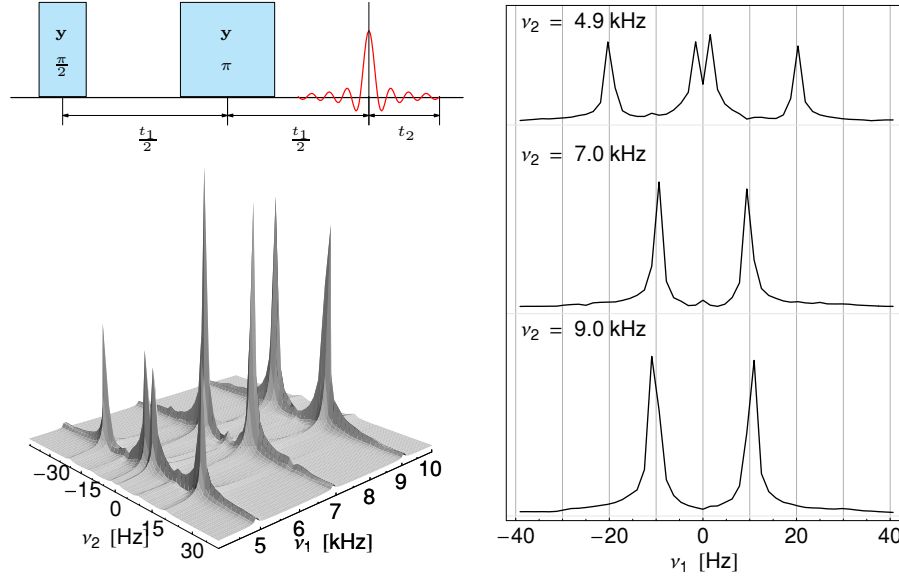 y
π/2
y
π
t₁/2
t₁/2
t₂
−30
−15
0
15
30
ν₂ [Hz]
5
6
7
8
9
10
ν₁ [kHz]
ν₂ = 4.9 kHz
ν₂ = 7.0 kHz
ν₂ = 9.0 kHz
−40 −20 0 20 40
ν₁ [Hz]